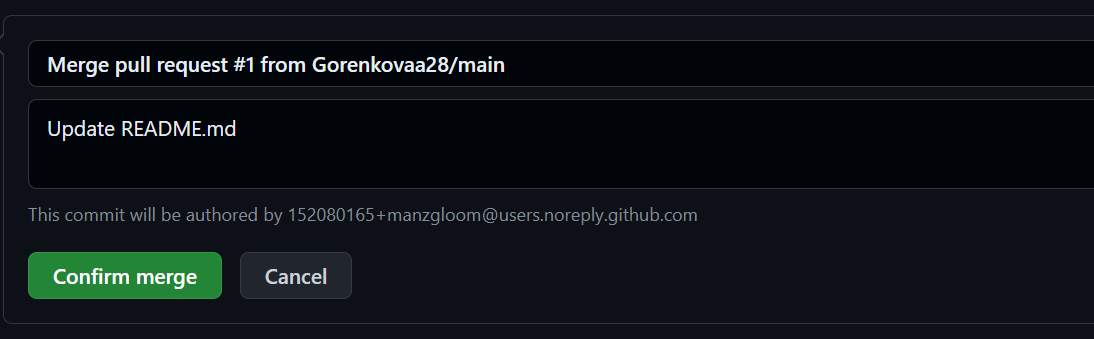 Merge pull request #1 from Gorenkovaa28/main
Update README.md
This commit will be authored by 152080165+manzgloom@users.noreply.github.com
Confirm merge
Cancel